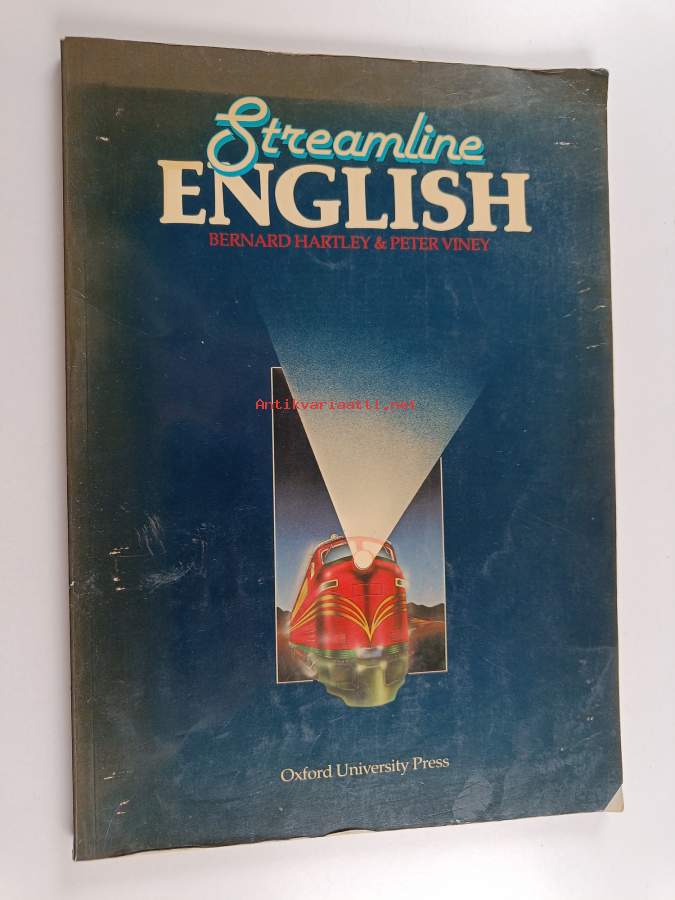 Streamline
ENGLISH
BERNARD HARTLEY & PETER VINEY
Antikvariaatti.net
Oxford University Press